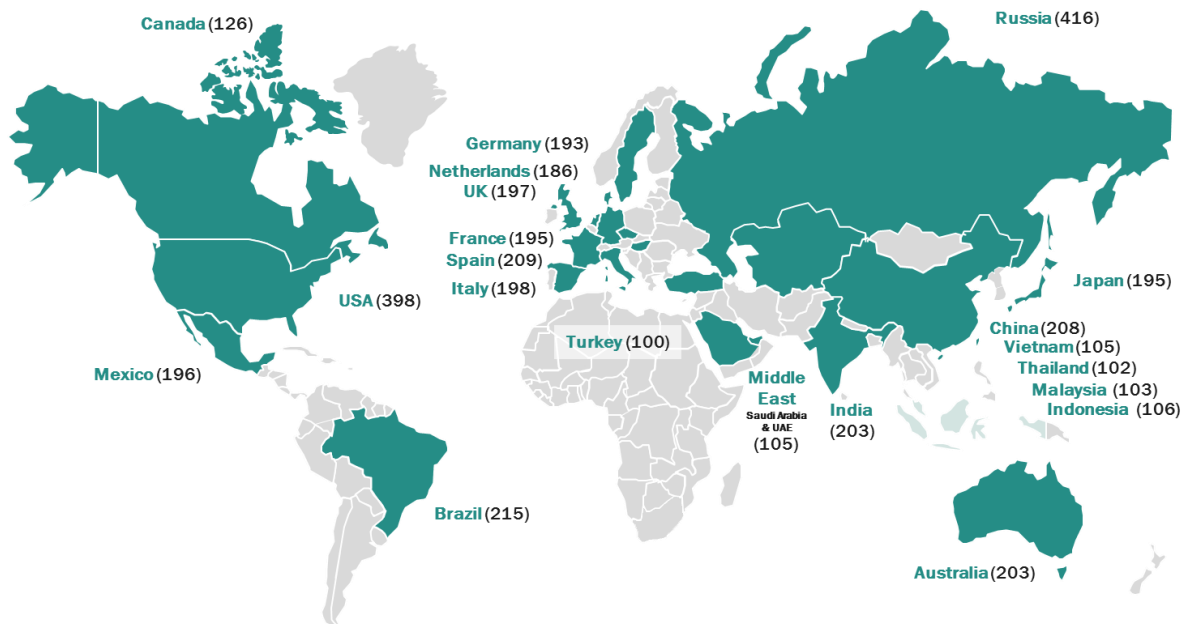 Canada (126)
Russia (416)
Germany (193)
Netherlands (186)
UK (197)
France (195)
Spain (209)
Italy (198)
USA (398)
Japan (195)
China (208)
Vietnam (105)
Turkey (100)
Thailand (102)
Mexico (196)
Middle
East
Saudi Arabia
& UAE
(105)
India
(203)
Malaysia (103)
Indonesia (106)
Brazil (215)
Australia (203)